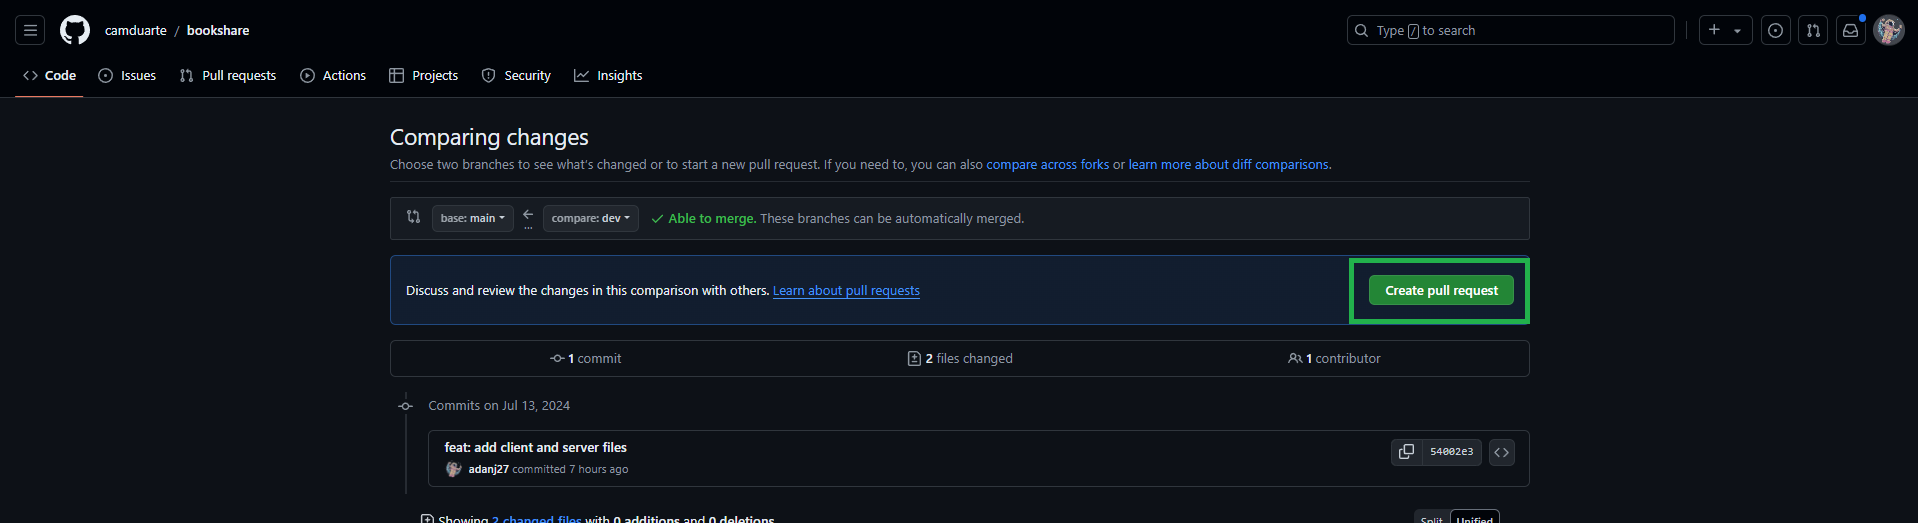 camduarte / bookshare
Type / to search
Code Issues Pull requests Actions Projects Security Insights
Comparing changes
Choose two branches to see what's changed or to start a new pull request. If you need to, you can also compare across forks or learn more about diff comparisons.
base: main ← compare: dev ✓ Able to merge. These branches can be automatically merged.
...
Discuss and review the changes in this comparison with others. Learn about pull requests
Create pull request
1 commit
2 files changed
1 contributor
Commits on Jul 13, 2024
feat: add client and server files
adanj27 committed 7 hours ago
54002e3
Showing 2 changed files with 0 additions and 0 deletions.
Split Unified